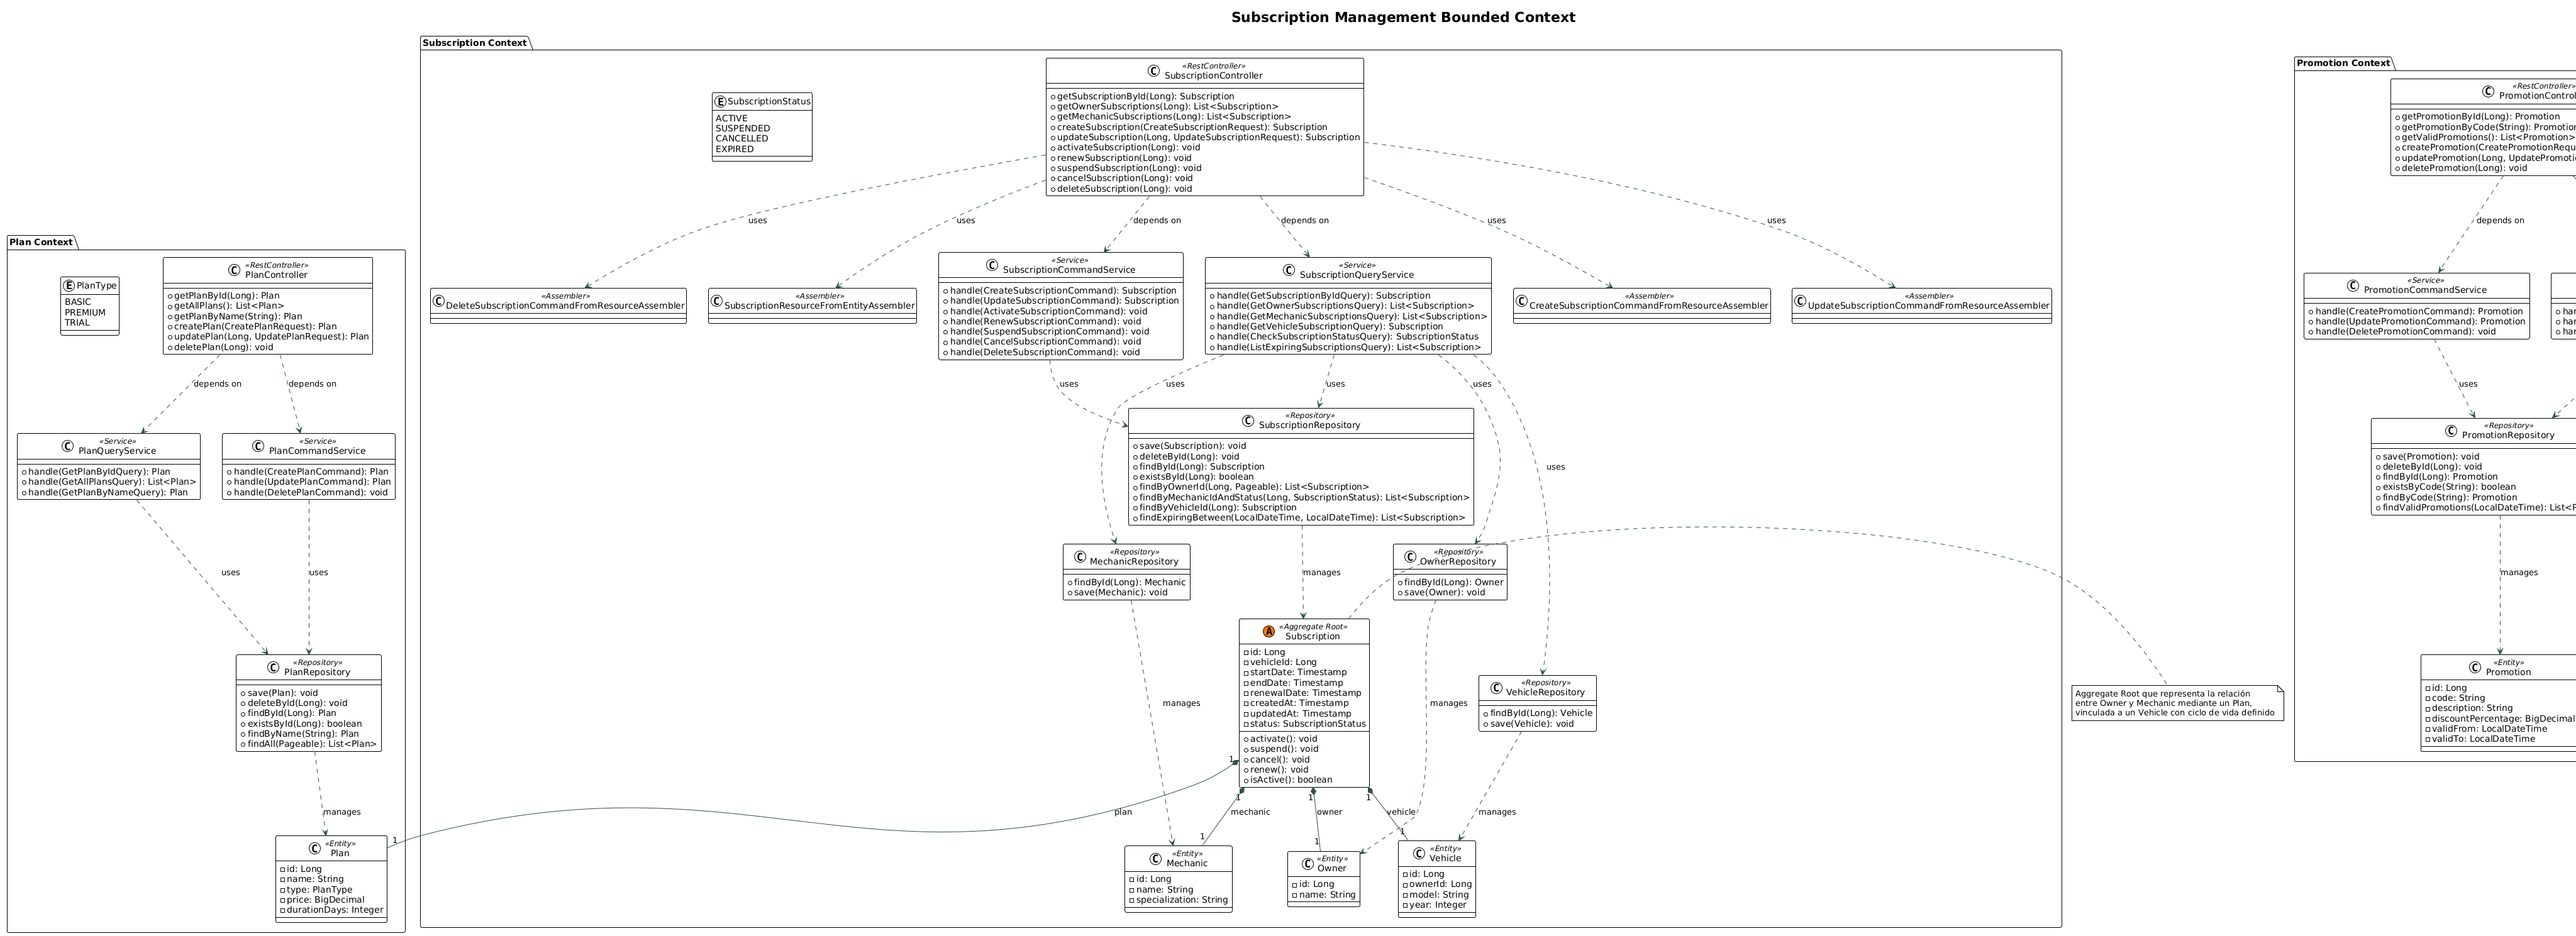 Subscription Management Bounded Context
Plan Context
E PlanType
BASIC
PREMIUM
TRIAL
C «RestController»
PlanController
getPlanById(Long): Plan
getAllPlans(): List<Plan>
getPlanByName(String): Plan
createPlan(CreatePlanRequest): Plan
updatePlan(Long, UpdatePlanRequest): Plan
deletePlan(Long): void
depends on
depends on
C «Service»
PlanQueryService
handle(GetPlanByIdQuery): Plan
handle(GetAllPlansQuery): List<Plan>
handle(GetPlanByNameQuery): Plan
C «Service»
PlanCommandService
handle(CreatePlanCommand): Plan
handle(UpdatePlanCommand): Plan
handle(DeletePlanCommand): void
uses
uses
C «Repository»
PlanRepository
save(Plan): void
deleteById(Long): void
findById(Long): Plan
existsById(Long): boolean
findByName(String): Plan
findAll(Pageable): List<Plan>
manages
C «Entity»
Plan
id: Long
name: String
type: PlanType
price: BigDecimal
durationDays: Integer
1
Subscription Context
E SubscriptionStatus
ACTIVE
SUSPENDED
CANCELLED
EXPIRED
C «RestController»
SubscriptionController
getSubscriptionById(Long): Subscription
getOwnerSubscriptions(Long): List<Subscription>
getMechanicSubscriptions(Long): List<Subscription>
createSubscription(CreateSubscriptionRequest): Subscription
updateSubscription(Long, UpdateSubscriptionRequest): Subscription
activateSubscription(Long): void
renewSubscription(Long): void
suspendSubscription(Long): void
cancelSubscription(Long): void
deleteSubscription(Long): void
uses
uses
depends on
depends on
uses
uses
C «Assembler»
DeleteSubscriptionCommandFromResourceAssembler
C «Assembler»
SubscriptionResourceFromEntityAssembler
C «Service»
SubscriptionCommandService
handle(CreateSubscriptionCommand): Subscription
handle(UpdateSubscriptionCommand): Subscription
handle(ActivateSubscriptionCommand): void
handle(RenewSubscriptionCommand): void
handle(SuspendSubscriptionCommand): void
handle(CancelSubscriptionCommand): void
handle(DeleteSubscriptionCommand): void
C «Service»
SubscriptionQueryService
handle(GetSubscriptionByIdQuery): Subscription
handle(GetOwnerSubscriptionsQuery): List<Subscription>
handle(GetMechanicSubscriptionsQuery): List<Subscription>
handle(GetVehicleSubscriptionQuery): Subscription
handle(CheckSubscriptionStatusQuery): SubscriptionStatus
handle(ListExpiringSubscriptionsQuery): List<Subscription>
C «Assembler»
CreateSubscriptionCommandFromResourceAssembler
C «Assembler»
UpdateSubscriptionCommandFromResourceAssembler
uses
uses
uses
uses
uses
C «Repository»
SubscriptionRepository
save(Subscription): void
deleteById(Long): void
findById(Long): Subscription
existsById(Long): boolean
findByOwnerId(Long, Pageable): List<Subscription>
findByMechanicIdAndStatus(Long, SubscriptionStatus): List<Subscription>
findByVehicleId(Long): Subscription
findExpiringBetween(LocalDateTime, LocalDateTime): List<Subscription>
C «Repository»
MechanicRepository
findById(Long): Mechanic
save(Mechanic): void
manages
C «Repository»
OwnerRepository
findById(Long): Owner
save(Owner): void
A «Aggregate Root»
Subscription
id: Long
vehicleId: Long
startDate: Timestamp
endDate: Timestamp
renewalDate: Timestamp
createdAt: Timestamp
updatedAt: Timestamp
status: SubscriptionStatus
activate(): void
suspend(): void
cancel(): void
renew(): void
isActive(): boolean
C «Repository»
VehicleRepository
findById(Long): Vehicle
save(Vehicle): void
manages
manages
1
1
1
1
plan
mechanic
owner
vehicle
manages
1
1
1
C «Entity»
Mechanic
id: Long
name: String
specialization: String
C «Entity»
Owner
id: Long
name: String
C «Entity»
Vehicle
id: Long
ownerId: Long
model: String
year: Integer
Aggregate Root que representa la relación
entre Owner y Mechanic mediante un Plan,
vinculada a un Vehicle con ciclo de vida definido
Promotion Context
C «RestController»
PromotionControl
getPromotionById(Long): Promotion
getPromotionByCode(String): Promotion
getValidPromotions(): List<Promotion>
createPromotion(CreatePromotionRequ
updatePromotion(Long, UpdatePromoti
deletePromotion(Long): void
depends on
C «Service»
PromotionCommandService
handle(CreatePromotionCommand): Promotion
handle(UpdatePromotionCommand): Promotion
handle(DeletePromotionCommand): void
han
han
han
uses
C «Repository»
PromotionRepository
save(Promotion): void
deleteById(Long): void
findById(Long): Promotion
existsByCode(String): boolean
findByCode(String): Promotion
findValidPromotions(LocalDateTime): List<P
manages
C «Entity»
Promotion
id: Long
code: String
description: String
discountPercentage: BigDecimal
validFrom: LocalDateTime
validTo: LocalDateTime